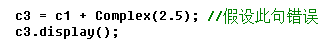 c3 = c1 + Complex(2.5); //假设此句错误
c3.display();